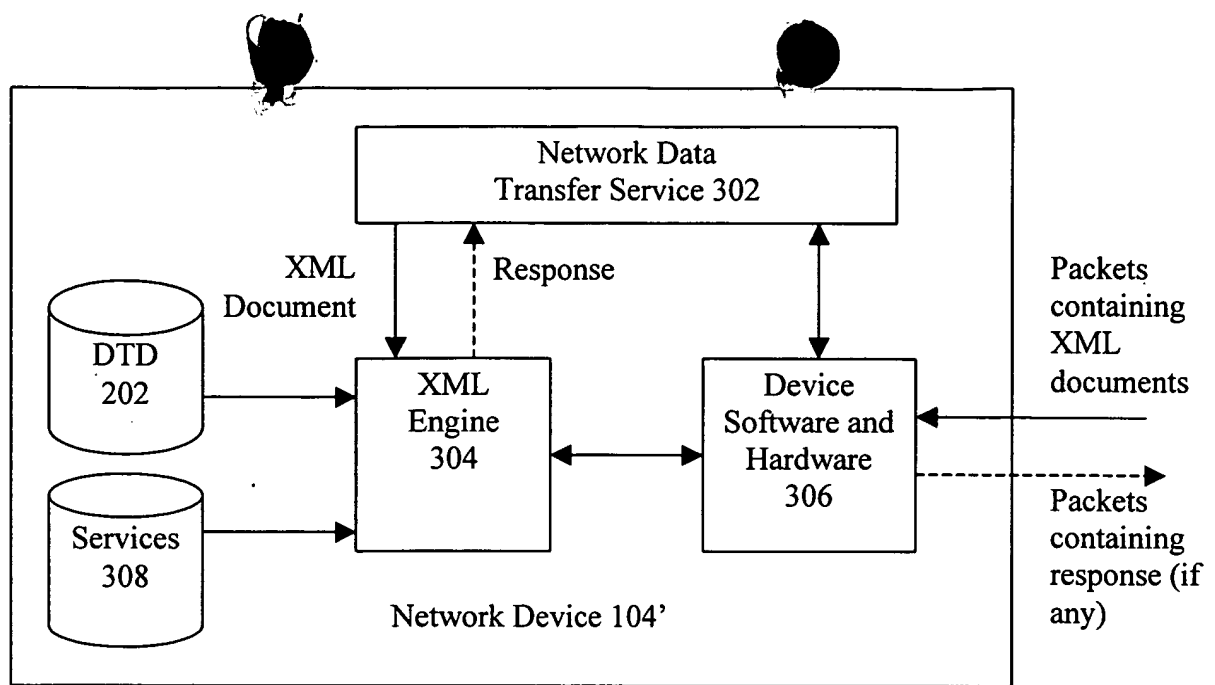 Network Data
Transfer Service 302
XML
Document
Response
Packets
containing
XML
documents
DTD
202
XML
Engine
304
Device
Software and
Hardware
306
Services
308
Packets
containing
response (if
any)
Network Device 104’